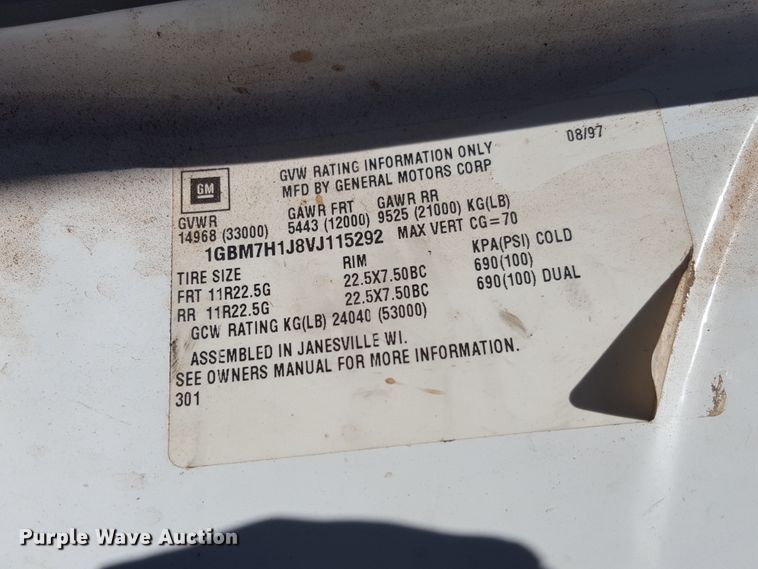 08/97
GM
GVW RATING INFORMATION ONLY
MFD BY GENERAL MOTORS CORP
GVWR GAWR FRT GAWR RR
14968 (33000) 5443 (12000) 9525 (21000) KG(LB)
1GBM7H1J8VJ115292 MAX VERT CG=70
TIRE SIZE RIM KPA(PSI) COLD
FRT 11R22.5G 22.5X7.50BC 690(100)
RR 11R22.5G 22.5X7.50BC 690(100) DUAL
GCW RATING KG(LB) 24040 (53000)
ASSEMBLED IN JANESVILLE WI.
SEE OWNERS MANUAL FOR MORE INFORMATION.
301
Purple Wave Auction®
Purple Wave Auction